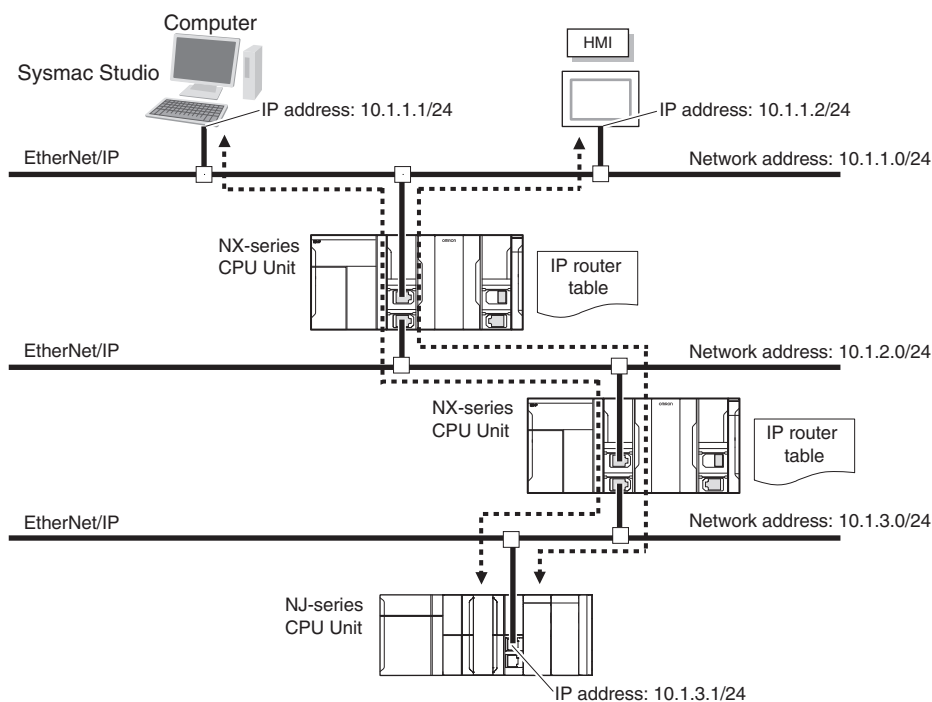 Computer
Sysmac Studio
HMI
IP address: 10.1.1.1/24
IP address: 10.1.1.2/24
EtherNet/IP
Network address: 10.1.1.0/24
NX-series
CPU Unit
OMRON
IP router
table
EtherNet/IP
Network address: 10.1.2.0/24
NX-series
CPU Unit
OMRON
IP router
table
EtherNet/IP
Network address: 10.1.3.0/24
NJ-series
CPU Unit
IP address: 10.1.3.1/24